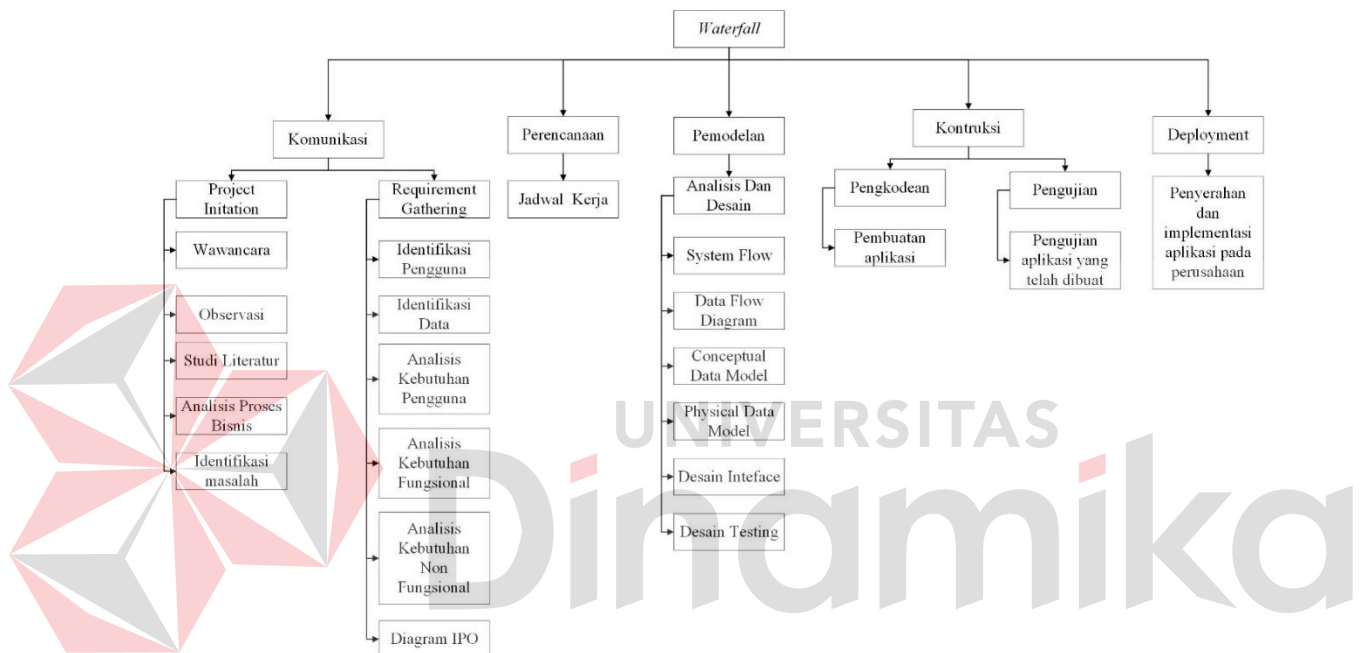 Waterfall
Komunikasi
Perencanaan
Pemodelan
Kontruksi
Deployment
Project
Initation
Wawancara
Observasi
Studi Literatur
Analisis Proses
Bisnis
Identifikasi
masalah
Requirement
Gathering
Identifikasi
Pengguna
Identifikasi
Data
Analisis
Kebutuhan
Pengguna
Analisis
Kebutuhan
Fungsional
Analisis
Kebutuhan
Non
Fungsional
Diagram IPO
Jadwal Kerja
Analisis Dan
Desain
System Flow
Data Flow
Diagram
Conceptual
Data Model
Physical Data
Model
Desain Inteface
Desain Testing
Pengkodean
Pembuatan
aplikasi
Pengujian
Pengujian
aplikasi yang
telah dibuat
Penyerahan
dan
implementasi
aplikasi pada
perusahaan
UNIVERSITAS
Dinamika